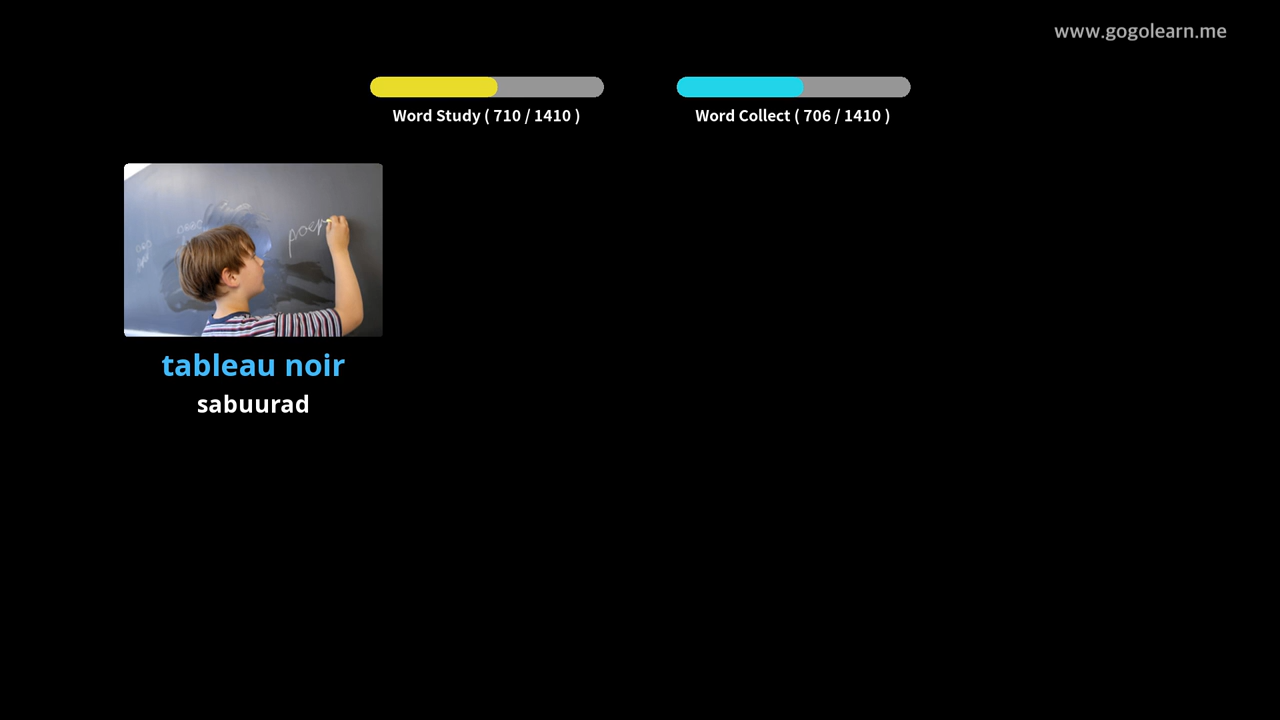 www.gogolearn.me
Word Study ( 710 / 1410 )
Word Collect ( 706 / 1410 )
tableau noir
sabuurad